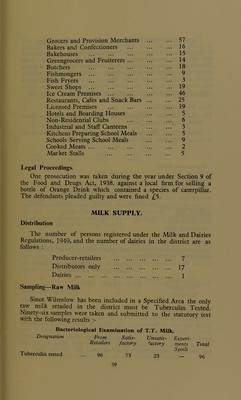 Grocers and Provision Merchants ... ... 57
Bakers and Confectioners ... ... ... 16
Bakehouses ... ... ... ... ... 15
Greengrocers and Fruiterers ... ... ... 14
Butchers ... ... ... ... ... 18
Fishmongers ... ... ... ... ... 9
Fish Fryers ... ... ... ... ... 3
Sweet Shops ... ... ... ... ... 19
Ice Cream Premises ... ... ... ... 46
Restaurants, Cafes and Snack Bars ... ... 25
Licensed Premises ... ... ... ... 19
Hotels and Boarding Houses ... ... 5
Non-Residential Clubs ... ... ... 6
Industrial and Staff Canteens ... ... 3
Kitchens Preparing School Meals ... ... 5
Schools Serving School Meals ... ... 9
Cooked Meats ... ... ... ... ... 2
Market Stalls ... ... ... ... 5
Legal Proceedings.
One prosecution was taken during the year under Section 9 of
the Food and Drugs Act, 1938, against a local firm for selling a
bottle of Orange Drink which contained a species of caterpillar.
The defendants pleaded guilty and were fined £5.
MILK SUPPLY.
Distribution
The number of persons registered under the Milk and Dairies
Regulations, 1949, and the number of dairies in the district are as
follows :
Producer-retailers ... ... ... 7
Distributors only ... ... ... 17
Dairies ... ... ... ... ... 1
Sampling—Raw Milk
Since Wilmslow has been included in a Specified Area the only
raw milk retailed in the district must be Tuberculin Tested.
Ninety-six samples were taken and submitted to the statutory test
with the following results :-
Bacteriological Examination of T.T. Milk.
Designation From Retailers Satis-factory Unsatis-factory Experi-ments Spoilt Total
Tuberculin tested ... 96 73 23 — 96
39